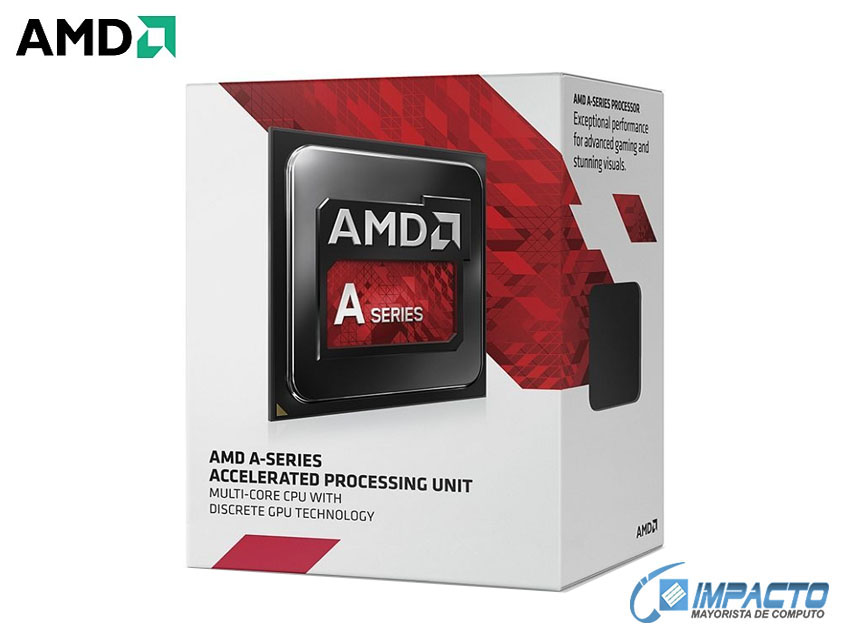 AMD
AMD A-SERIES PROCESSOR
Exceptional performance
for advanced gaming and
stunning visuals.
AMD
A SERIES
AMD A-SERIES
ACCELERATED PROCESSING UNIT
MULTI-CORE CPU WITH
DISCRETE GPU TECHNOLOGY
AMD
IMPACTO
MAYORISTA DE COMPUTO